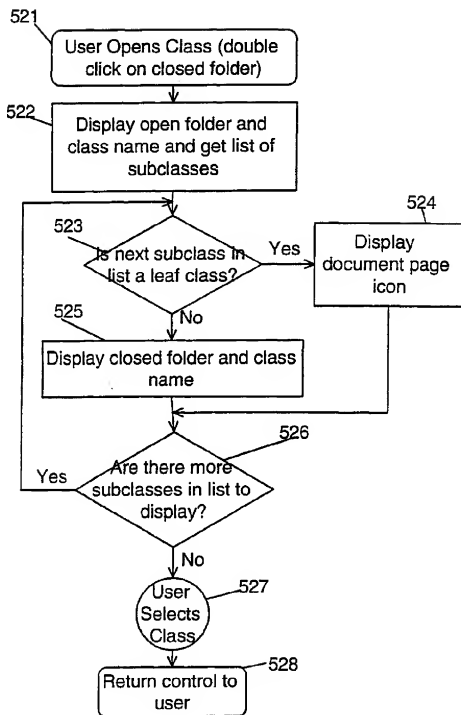 521
User Opens Class (double
click on closed folder)
522
Display open folder and
class name and get list of
subclasses
523
Is next subclass in
list a leaf class?
Yes
524
Display
document page
icon
No
525
Display closed folder and class
name
526
Are there more
subclasses in list to
display?
Yes
No
527
User
Selects
Class
528
Return control to
user